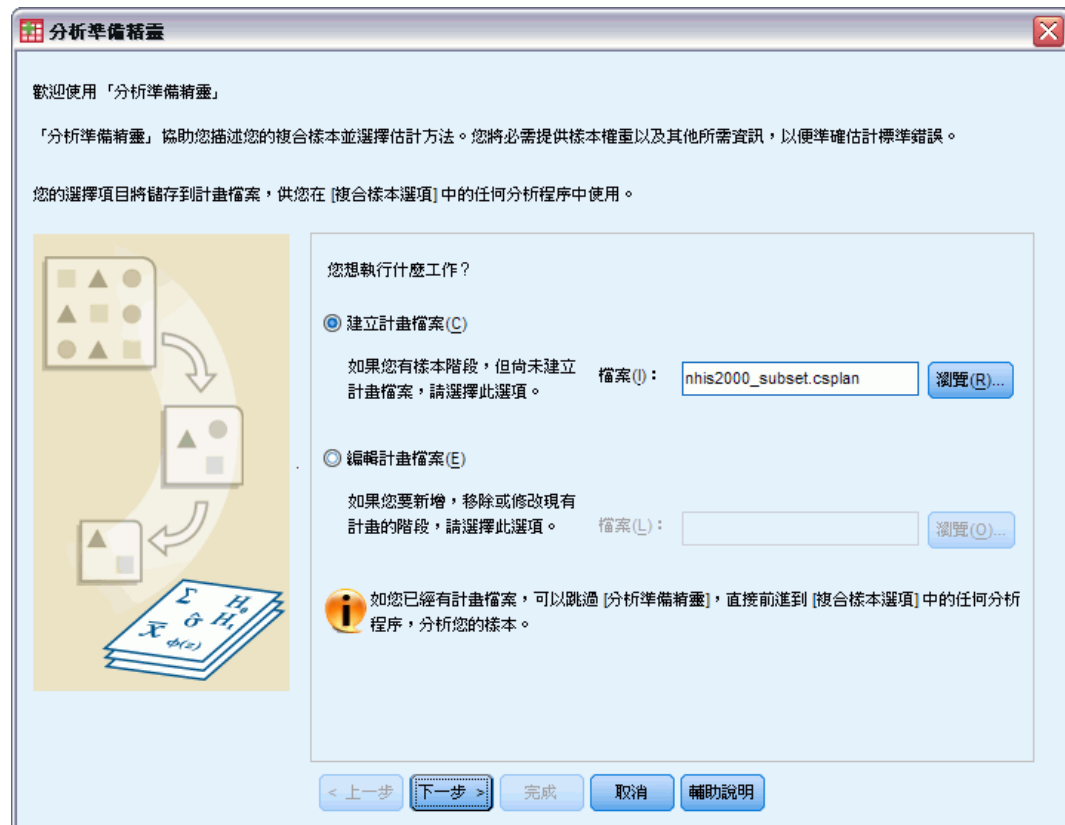 分析準備精靈
歡迎使用「分析準備精靈」
「分析準備精靈」協助您描述您的複合樣本並選擇估計方法。您將必需提供樣本權重以及其他所需資訊,以便準確估計標準錯誤。
您的選擇項目將儲存到計畫檔案,供您在 [複合樣本選項] 中的任何分析程序中使用。
您想執行什麼工作?
建立計畫檔案(C)
如果您有樣本階段,但尚未建立
計畫檔案,請選擇此選項。
檔案(I):
nhis2000_subset.csplan
瀏覽(R)...
編輯計畫檔案(E)
如果您要新增,移除或修改現有
計畫的階段,請選擇此選項。
檔案(L):
瀏覽(O)...
如您已經有計畫檔案,可以跳過 [分析準備精靈],直接前進到 [複合樣本選項] 中的任何分析
程序,分析您的樣本。
Σ H₀
x̄ σ̂ H₁
φ(z)
< 上一步 下一步 > 完成 取消 輔助說明